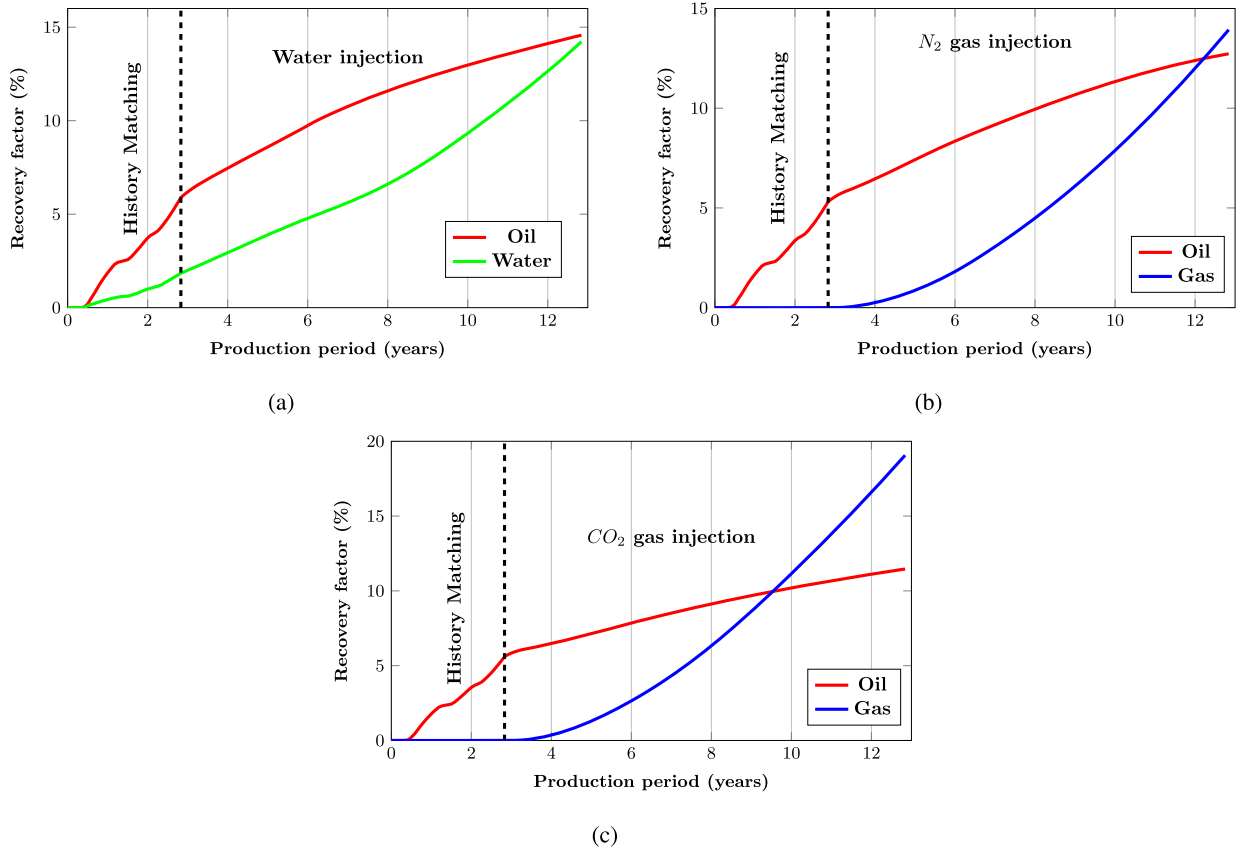 15
10
5
0
0 2 4 6 8 10 12
Recovery factor (%)
Production period (years)
History Matching
Water injection
Oil
Water
(a)
15
10
5
0
0 2 4 6 8 10 12
Recovery factor (%)
Production period (years)
History Matching
N₂ gas injection
Oil
Gas
(b)
20
15
10
5
0
0 2 4 6 8 10 12
Recovery factor (%)
Production period (years)
History Matching
CO₂ gas injection
Oil
Gas
(c)